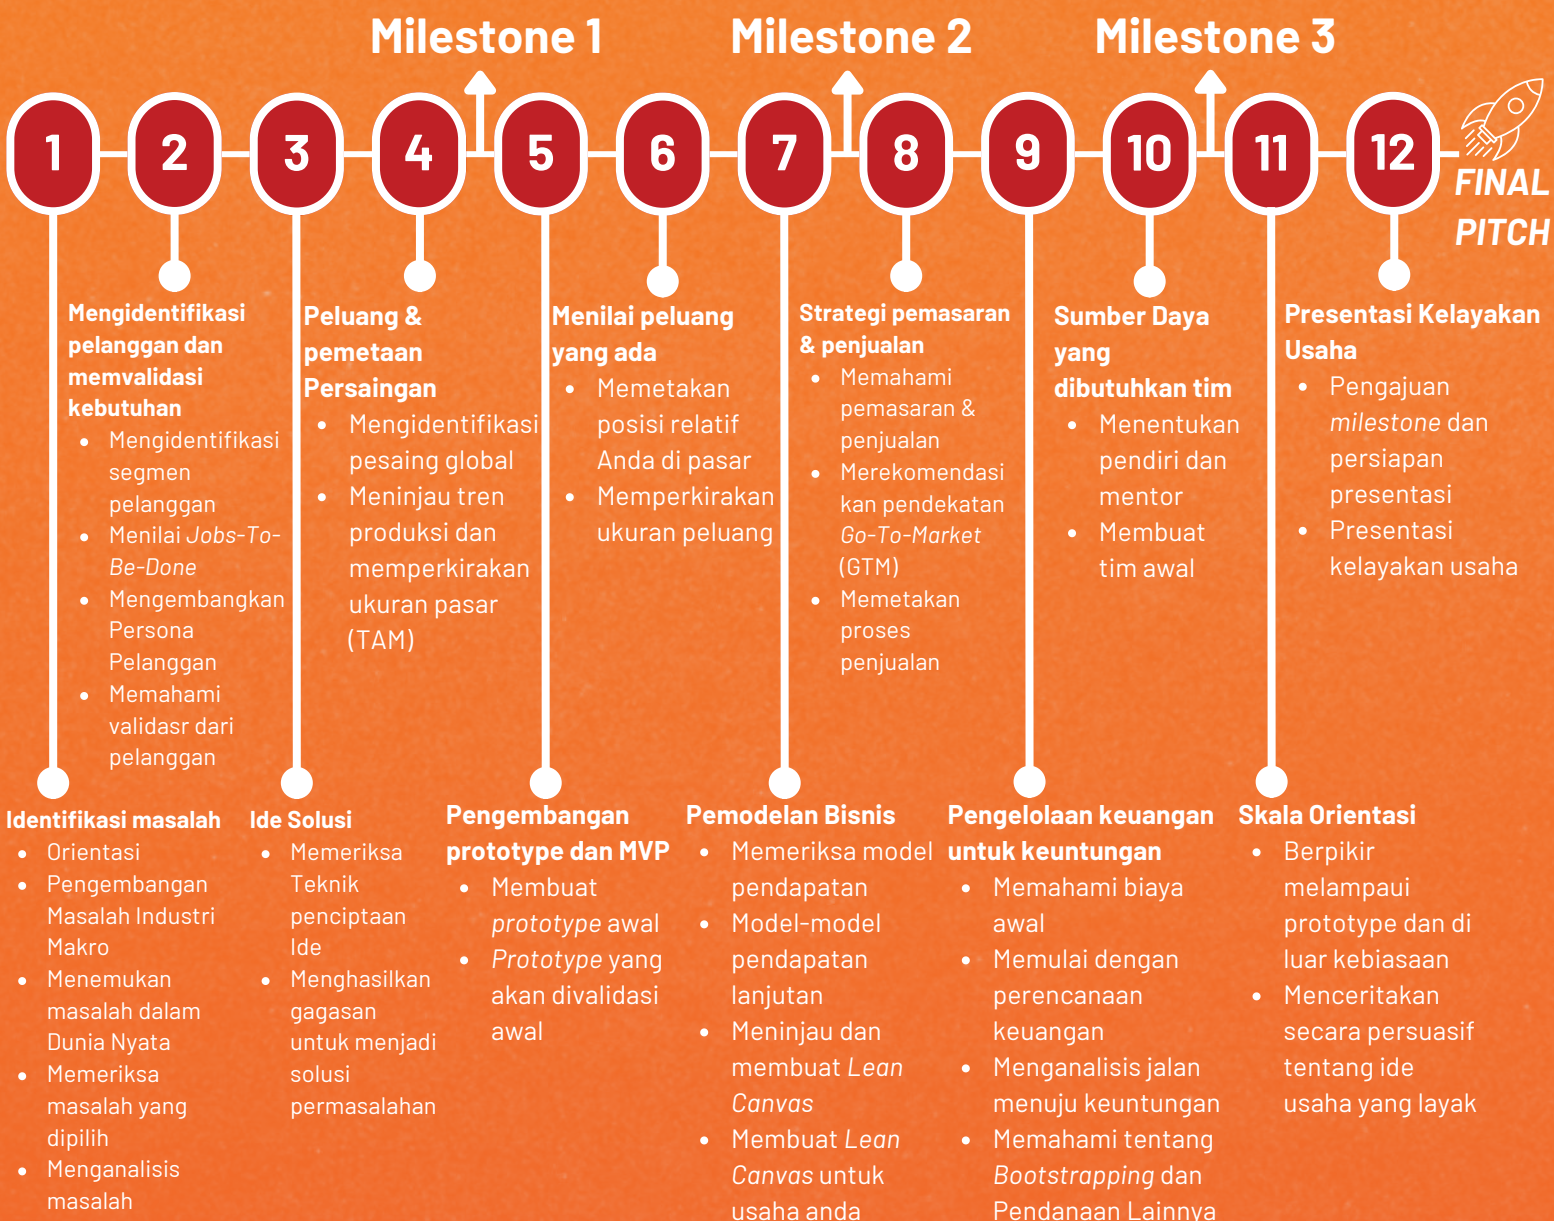 Milestone 1
Milestone 2
Milestone 3
1
2
3
4
5
6
7
8
9
10
11
12
FINAL
PITCH
Mengidentifikasi
pelanggan dan
memvalidasi
kebutuhan
• Mengidentifikasi
segmen
pelanggan
• Menilai Jobs-To-
Be-Done
• Mengembangkan
Persona
Pelanggan
• Memahami
validasr dari
pelanggan
Peluang &
pemetaan
Persaingan
• Mengidentifikasi
pesaing global
• Meninjau tren
produksi dan
memperkirakan
ukuran pasar
(TAM)
Menilai peluang
yang ada
• Memetakan
posisi relatif
Anda di pasar
• Memperkirakan
ukuran peluang
Strategi pemasaran
& penjualan
• Memahami
pemasaran &
penjualan
• Merekomendasi
kan pendekatan
Go-To-Market
(GTM)
• Memetakan
proses
penjualan
Sumber Daya
yang
dibutuhkan tim
• Menentukan
pendiri dan
mentor
• Membuat
tim awal
Presentasi Kelayakan
Usaha
• Pengajuan
milestone dan
persiapan
presentasi
• Presentasi
kelayakan usaha
Identifikasi masalah
• Orientasi
• Pengembangan
Masalah Industri
Makro
• Menemukan
masalah dalam
Dunia Nyata
• Memeriksa
masalah yang
dipilih
• Menganalisis
masalah
Ide Solusi
• Memeriksa
Teknik
penciptaan
Ide
• Menghasilkan
gagasan
untuk menjadi
solusi
permasalahan
Pengembangan
prototype dan MVP
• Membuat
prototype awal
• Prototype yang
akan divalidasi
awal
Pemodelan Bisnis
• Memeriksa model
pendapatan
• Model-model
pendapatan
lanjutan
• Meninjau dan
membuat Lean
Canvas
• Membuat Lean
Canvas untuk
usaha anda
Pengelolaan keuangan
untuk keuntungan
• Memahami biaya
awal
• Memulai dengan
perencanaan
keuangan
• Menganalisis jalan
menuju keuntungan
• Memahami tentang
Bootstrapping dan
Pendanaan Lainnya
Skala Orientasi
• Berpikir
melampaui
prototype dan di
luar kebiasaan
• Menceritakan
secara persuasif
tentang ide
usaha yang layak